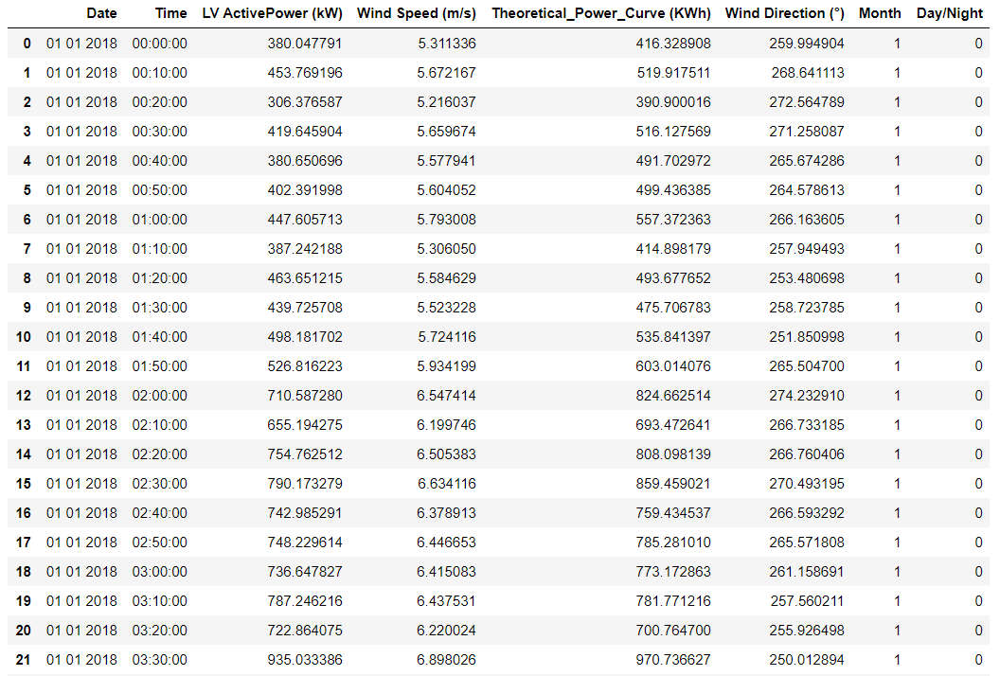 Date Time LV ActivePower (kW) Wind Speed (m/s) Theoretical_Power_Curve (KWh) Wind Direction (°) Month Day/Night
0 01 01 2018 00:00:00 380.047791 5.311336 416.328908 259.994904 1 0
1 01 01 2018 00:10:00 453.769196 5.672167 519.917511 268.641113 1 0
2 01 01 2018 00:20:00 306.376587 5.216037 390.900016 272.564789 1 0
3 01 01 2018 00:30:00 419.645904 5.659674 516.127569 271.258087 1 0
4 01 01 2018 00:40:00 380.650696 5.577941 491.702972 265.674286 1 0
5 01 01 2018 00:50:00 402.391998 5.604052 499.436385 264.578613 1 0
6 01 01 2018 01:00:00 447.605713 5.793008 557.372363 266.163605 1 0
7 01 01 2018 01:10:00 387.242188 5.306050 414.898179 257.949493 1 0
8 01 01 2018 01:20:00 463.651215 5.584629 493.677652 253.480698 1 0
9 01 01 2018 01:30:00 439.725708 5.523228 475.706783 258.723785 1 0
10 01 01 2018 01:40:00 498.181702 5.724116 535.841397 251.850998 1 0
11 01 01 2018 01:50:00 526.816223 5.934199 603.014076 265.504700 1 0
12 01 01 2018 02:00:00 710.587280 6.547414 824.662514 274.232910 1 0
13 01 01 2018 02:10:00 655.194275 6.199746 693.472641 266.733185 1 0
14 01 01 2018 02:20:00 754.762512 6.505383 808.098139 266.760406 1 0
15 01 01 2018 02:30:00 790.173279 6.634116 859.459021 270.493195 1 0
16 01 01 2018 02:40:00 742.985291 6.378913 759.434537 266.593292 1 0
17 01 01 2018 02:50:00 748.229614 6.446653 785.281010 265.571808 1 0
18 01 01 2018 03:00:00 736.647827 6.415083 773.172863 261.158691 1 0
19 01 01 2018 03:10:00 787.246216 6.437531 781.771216 257.560211 1 0
20 01 01 2018 03:20:00 722.864075 6.220024 700.764700 255.926498 1 0
21 01 01 2018 03:30:00 935.033386 6.898026 970.736627 250.012894 1 0